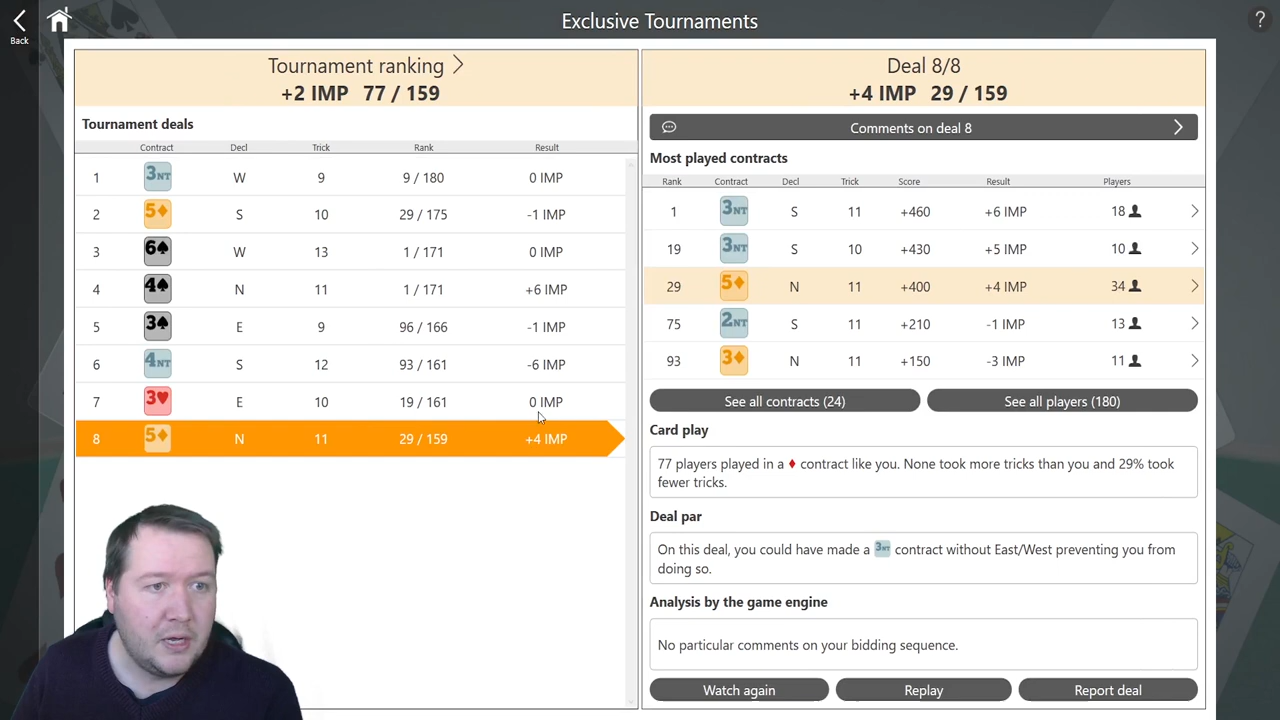 Back
Exclusive Tournaments
?
Tournament ranking
+2 IMP 77 / 159
Tournament deals
Contract Decl Trick Rank Result
1 3NT W 9 9 / 180 0 IMP
2 5♦ S 10 29 / 175 -1 IMP
3 6♠ W 13 1 / 171 0 IMP
4 4♠ N 11 1 / 171 +6 IMP
5 3♠ E 9 96 / 166 -1 IMP
6 4NT S 12 93 / 161 -6 IMP
7 3♥ E 10 19 / 161 0 IMP
8 5♦ N 11 29 / 159 +4 IMP
Deal 8/8
+4 IMP 29 / 159
Comments on deal 8
Most played contracts
Rank Contract Decl Trick Score Result Players
1 3NT S 11 +460 +6 IMP 18
19 3NT S 10 +430 +5 IMP 10
29 5♦ N 11 +400 +4 IMP 34
75 2NT S 11 +210 -1 IMP 13
93 3♦ N 11 +150 -3 IMP 11
See all contracts (24) See all players (180)
Card play
77 players played in a ♦ contract like you. None took more tricks than you and 29% took
fewer tricks.
Deal par
On this deal, you could have made a 3NT contract without East/West preventing you from
doing so.
Analysis by the game engine
No particular comments on your bidding sequence.
Watch again Replay Report deal